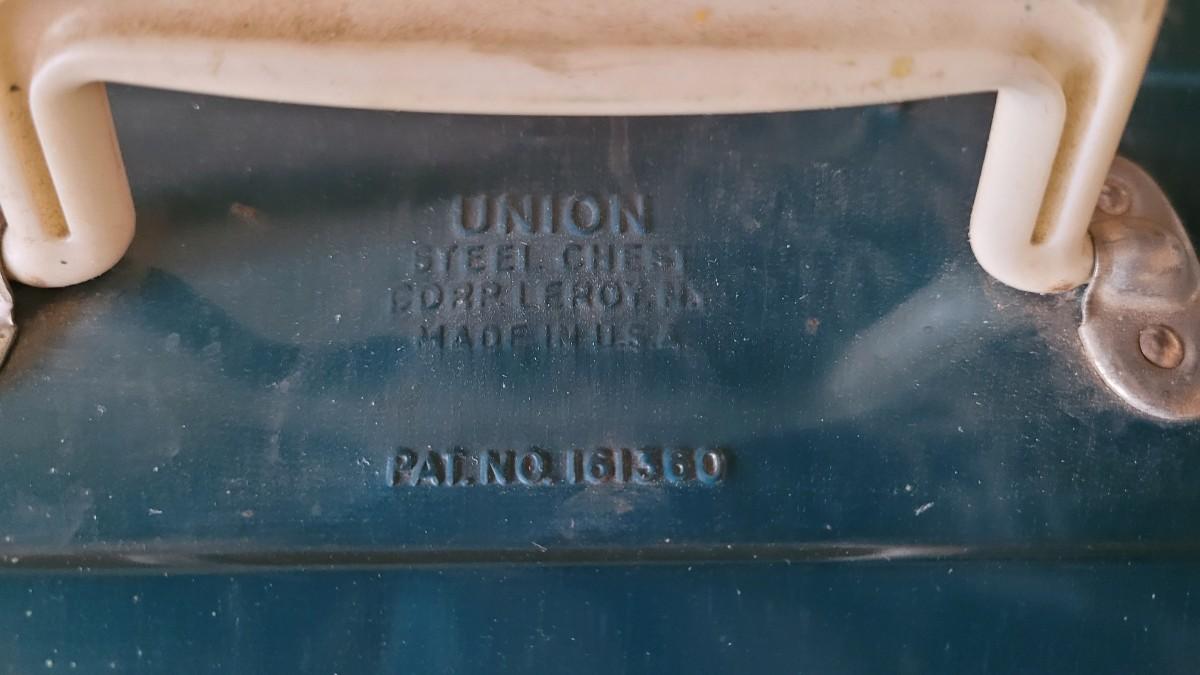 UNION
STEEL CHEST
CORP. LEROY, N.
MADE IN U.S.A.
PAT. NO. 161360